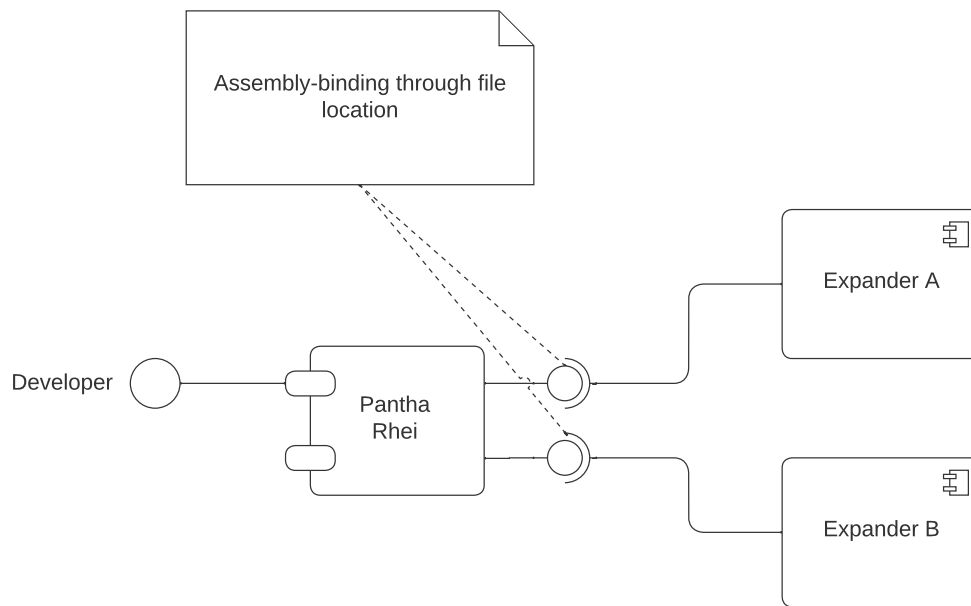 Assembly-binding through file
location
Expander A
Developer
Pantha
Rhei
Expander B